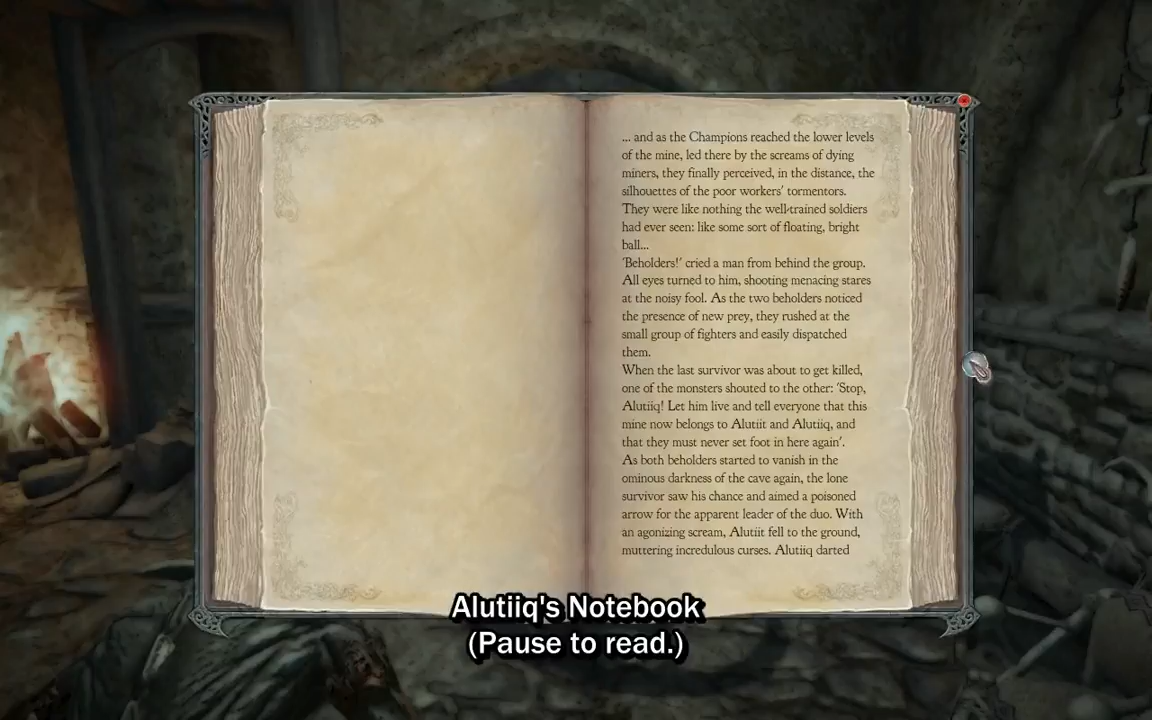 ... and as the Champions reached the lower levels
of the mine, led there by the screams of dying
miners, they finally perceived, in the distance, the
silhouettes of the poor workers' tormentors.
They were like nothing the well-trained soldiers
had ever seen: like some sort of floating, bright
ball...
'Beholders!' cried a man from behind the group.
All eyes turned to him, shooting menacing stares
at the noisy fool. As the two beholders noticed
the presence of new prey, they rushed at the
small group of fighters and easily dispatched
them.
When the last survivor was about to get killed,
one of the monsters shouted to the other: 'Stop,
Alutiiq! Let him live and tell everyone that this
mine now belongs to Alutiit and Alutiiq, and
that they must never set foot in here again'.
As both beholders started to vanish in the
ominous darkness of the cave again, the lone
survivor saw his chance and aimed a poisoned
arrow for the apparent leader of the duo. With
an agonizing scream, Alutiit fell to the ground,
muttering incredulous curses. Alutiiq darted
Alutiiq's Notebook
(Pause to read.)